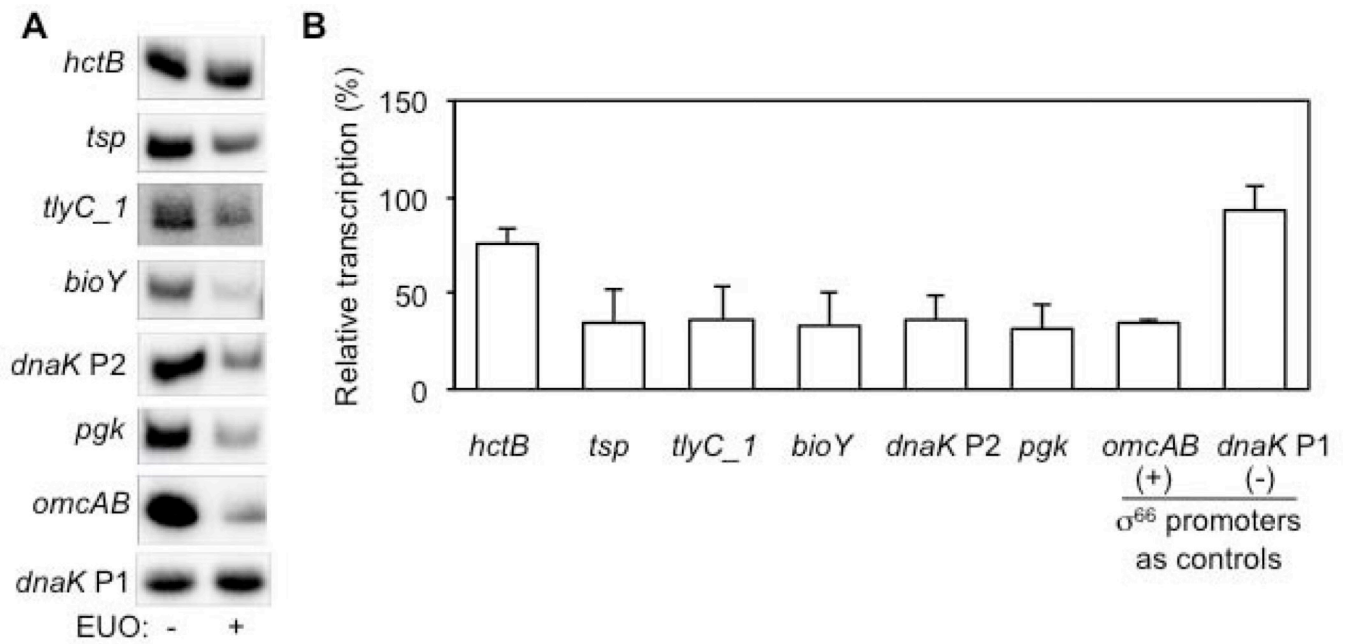 A
hctB
tsp
tlyC_1
bioY
dnaK P2
pgk
omcAB
dnaK P1
EUO: - +
B
Relative transcription (%)
150
100
50
0
hctB tsp tlyC_1 bioY dnaK P2 pgk omcAB dnaK P1
(+) (-)
σ⁶⁶ promoters
as controls